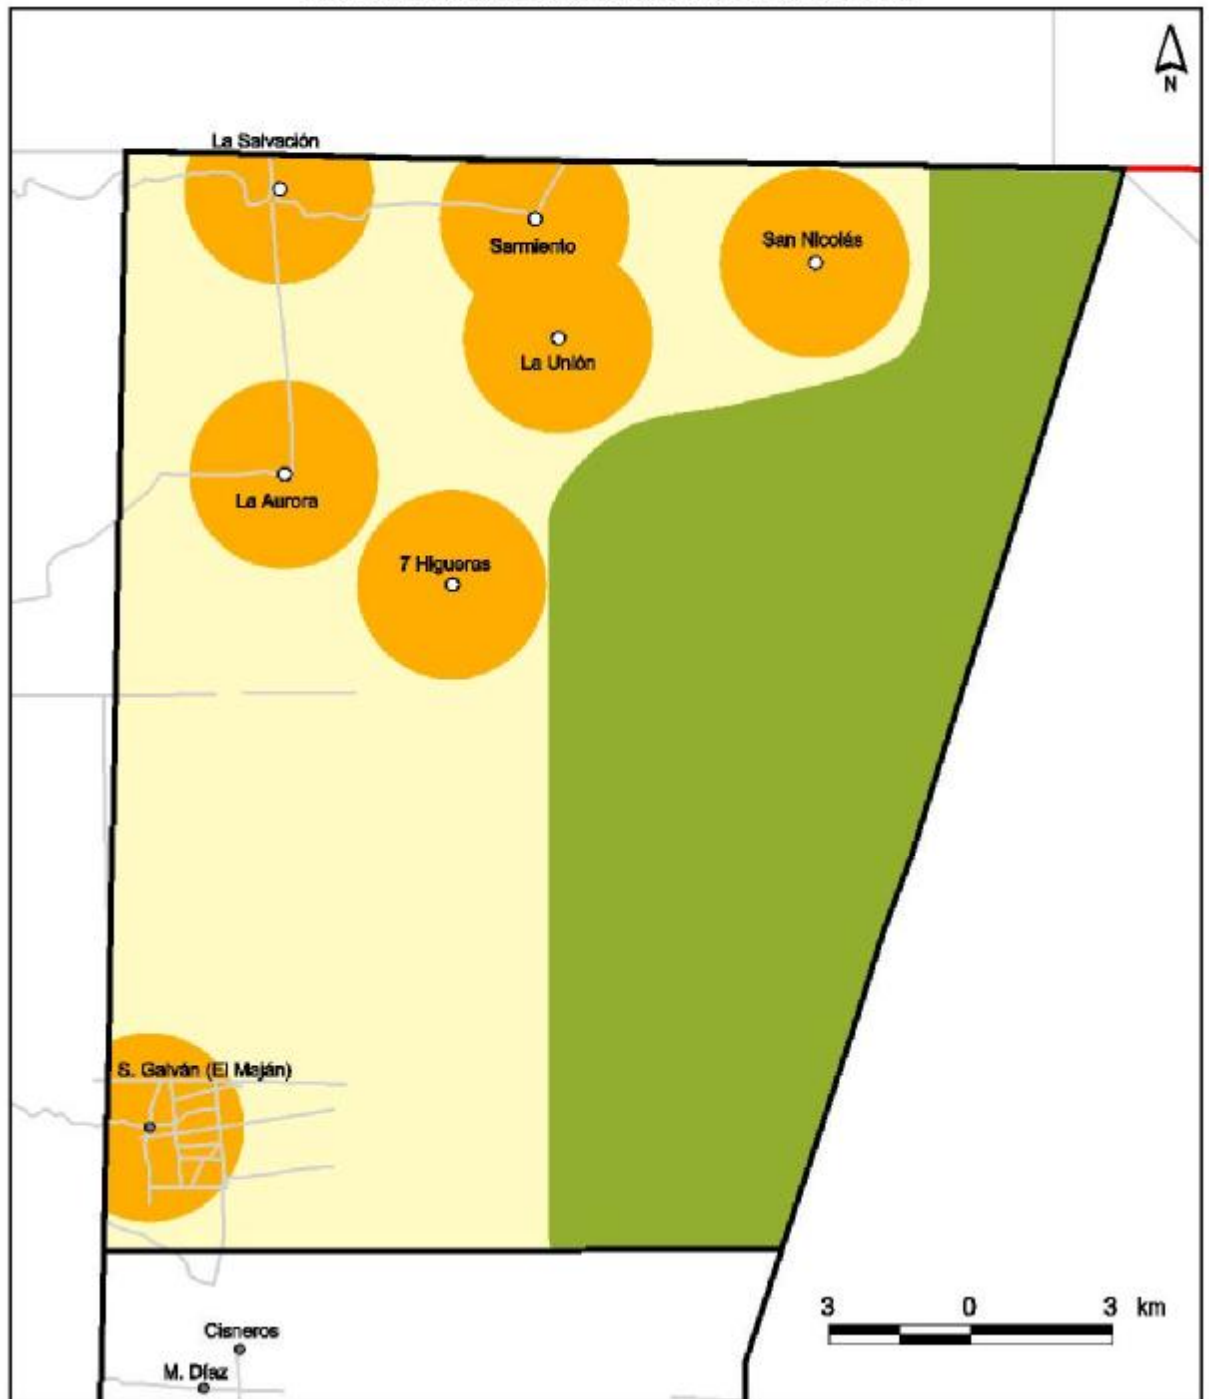 N
La Salvación
Sarmiento
San Nicolás
La Unión
La Aurora
7 Higueras
S. Galván (El Maján)
3 0 3 km
Cisneros
M. Díaz